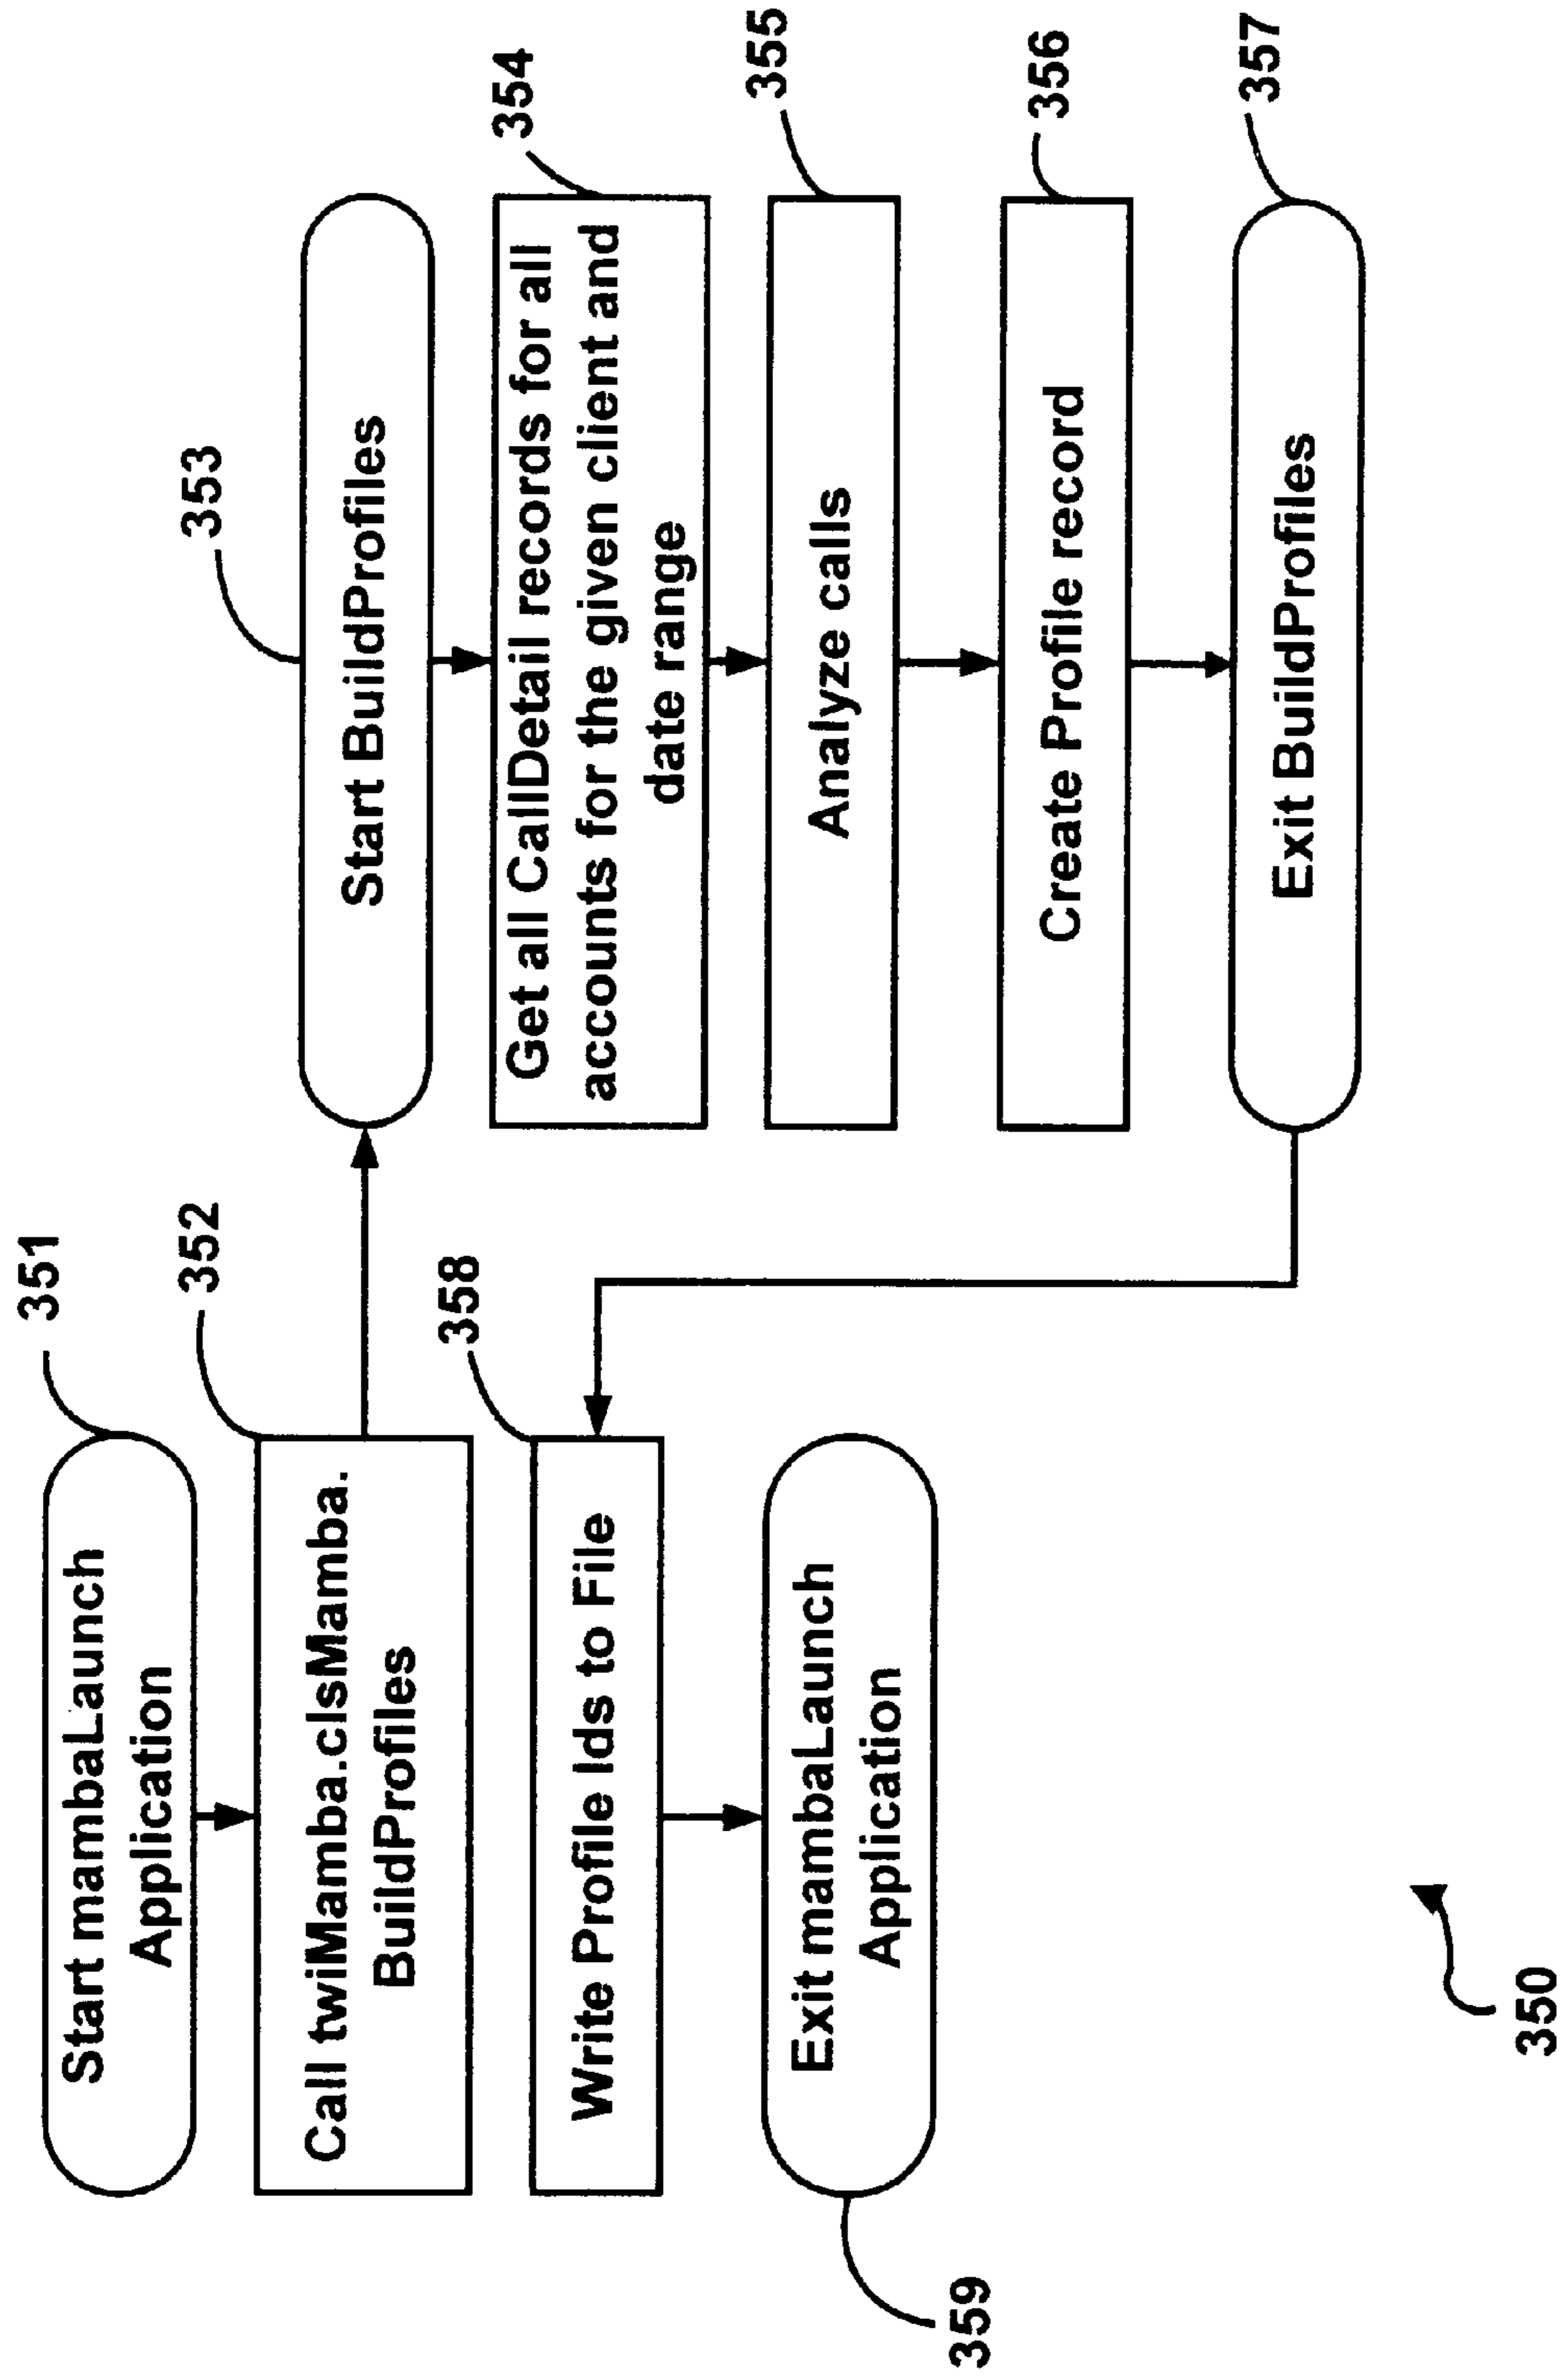 351
Start mambaLaunch
Application
352
Call twiMamba.clsMamba.
BuildProfiles
353
Start BuildProfiles
354
Get all CallDetail records for all
accounts for the given client and
date range
355
Analyze calls
356
Create Profile record
357
Exit BuildProfiles
358
Write Profile Ids to File
359
Exit mambaLaunch
Application
350